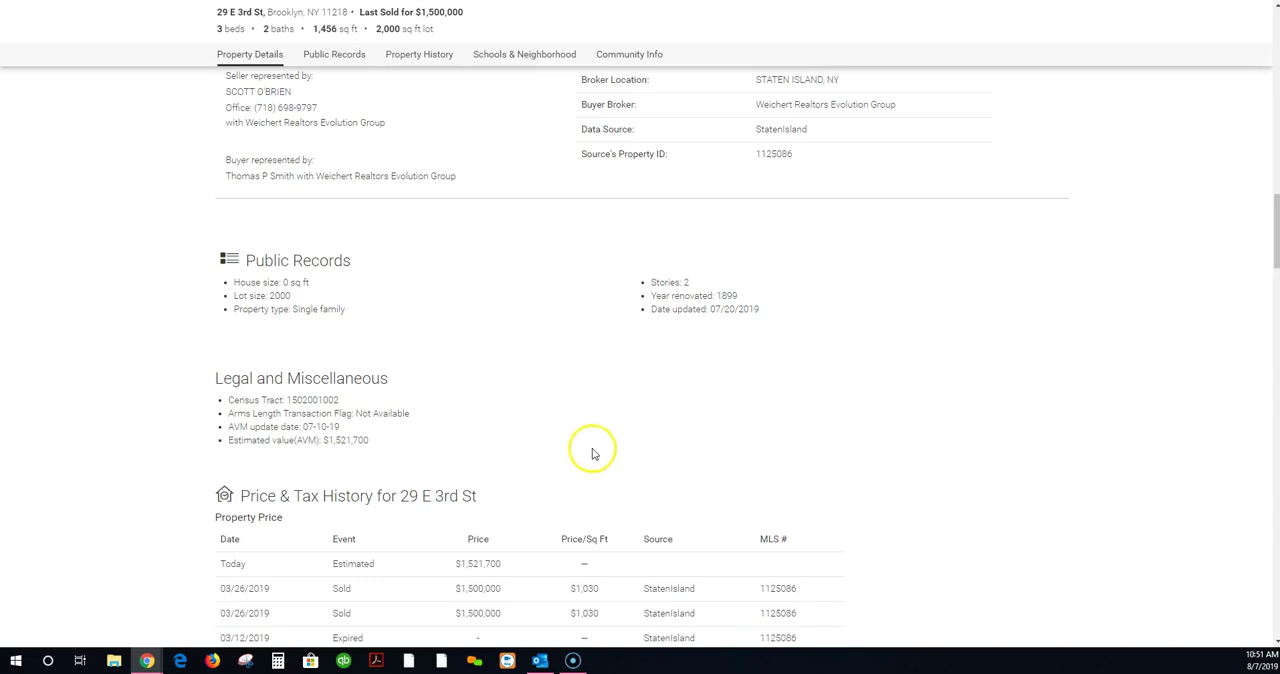 29 E 3rd St, Brooklyn, NY 11218 • Last Sold for $1,500,000
3 beds • 2 baths • 1,456 sq ft • 2,000 sq ft lot
Property Details Public Records Property History Schools & Neighborhood Community Info
Seller represented by:
SCOTT O'BRIEN
Office: (718) 698-9797
with Weichert Realtors Evolution Group
Buyer represented by:
Thomas P Smith with Weichert Realtors Evolution Group
Broker Location: STATEN ISLAND, NY
Buyer Broker: Weichert Realtors Evolution Group
Data Source: StatenIsland
Source's Property ID: 1125086
Public Records
• House size: 0 sq ft
• Lot size: 2000
• Property type: Single family
• Stories: 2
• Year renovated: 1899
• Date updated: 07/20/2019
Legal and Miscellaneous
• Census Tract: 1502001002
• Arms Length Transaction Flag: Not Available
• AVM update date: 07-10-19
• Estimated value(AVM): $1,521,700
Price & Tax History for 29 E 3rd St
Property Price
Date Event Price Price/Sq Ft Source MLS #
Today Estimated $1,521,700 —
03/26/2019 Sold $1,500,000 $1,030 StatenIsland 1125086
03/26/2019 Sold $1,500,000 $1,030 StatenIsland 1125086
03/12/2019 Expired - — StatenIsland 1125086
10:51 AM
8/7/2019